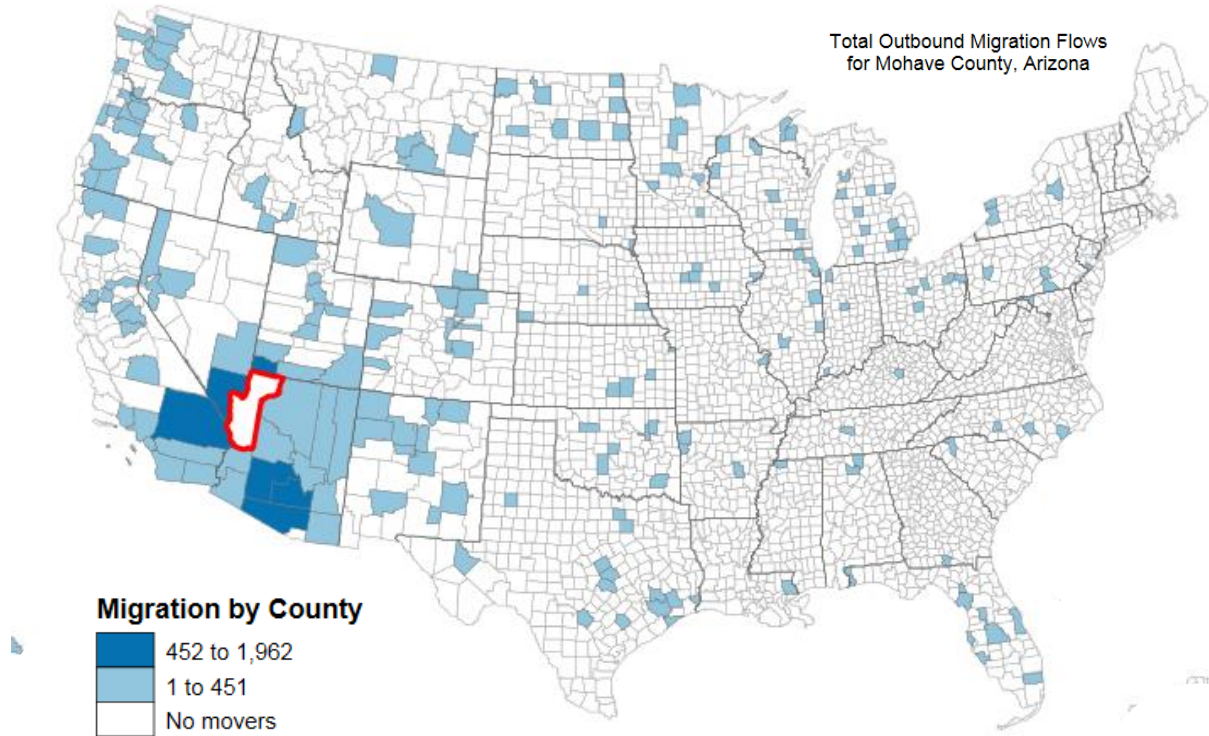 Total Outbound Migration Flows
for Mohave County, Arizona
Migration by County
452 to 1,962
1 to 451
No movers